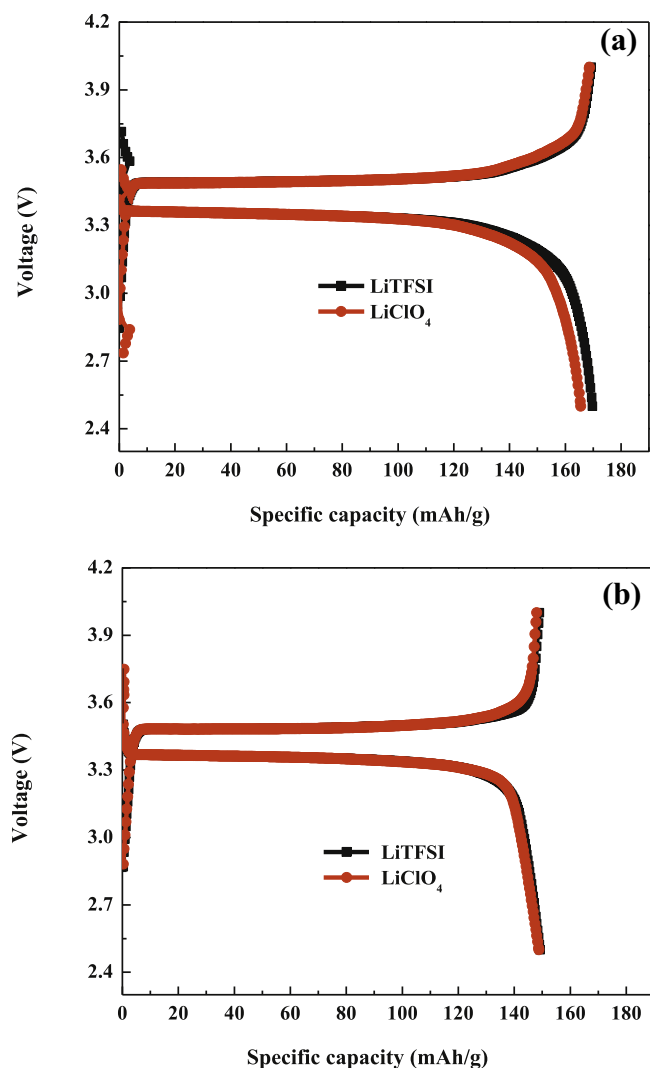 (a)
4.2
3.9
3.6
3.3
3.0
2.7
2.4
Voltage (V)
LiTFSI
LiClO₄
0 20 40 60 80 100 120 140 160 180
Specific capacity (mAh/g)
(b)
4.2
3.9
3.6
3.3
3.0
2.7
2.4
Voltage (V)
LiTFSI
LiClO₄
0 20 40 60 80 100 120 140 160 180
Specific capacity (mAh/g)